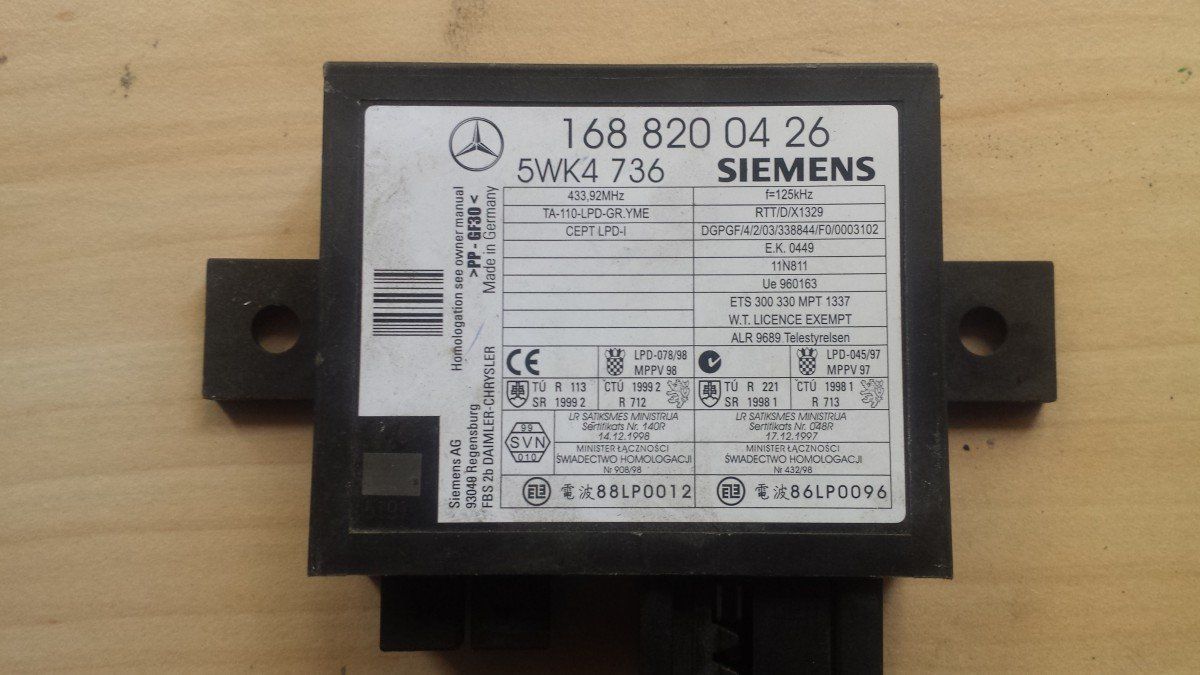 168 820 04 26
5WK4 736 SIEMENS
433,92MHz f=125kHz
TA-110-LPD-GR.YME RTT/D/X1329
CEPT LPD-I DGPGF/4/2/03/338844/F0/0003102
E.K. 0449
11N811
Ue 960163
ETS 300 330 MPT 1337
W.T. LICENCE EXEMPT
ALR 9689 Telestyrelsen
CE LPD-078/98 LPD-045/97
MPPV 98 MPPV 97
TÚ R 113 CTÚ 1999 2 TÚ R 221 CTÚ 1998 1
SR 1999 2 R 712 SR 1998 1 R 713
LR SATIKSMES MINISTRIJA LR SATIKSMES MINISTRIJA
Sertifikats Nr. 140R Sertifikats Nr. 048R
14.12.1998 17.12.1997
99
SVN
010
MINISTER ŁĄCZNOŚCI MINISTER ŁĄCZNOŚCI
ŚWIADECTWO HOMOLOGACJI ŚWIADECTWO HOMOLOGACJI
Nr 908/98 Nr 432/98
電波88LP0012 電波86LP0096
Homologation see owner manual
>PP - GF30<
Made in Germany
Siemens AG
93040 Regensburg
FBS 2b DAIMLER-CHRYSLER